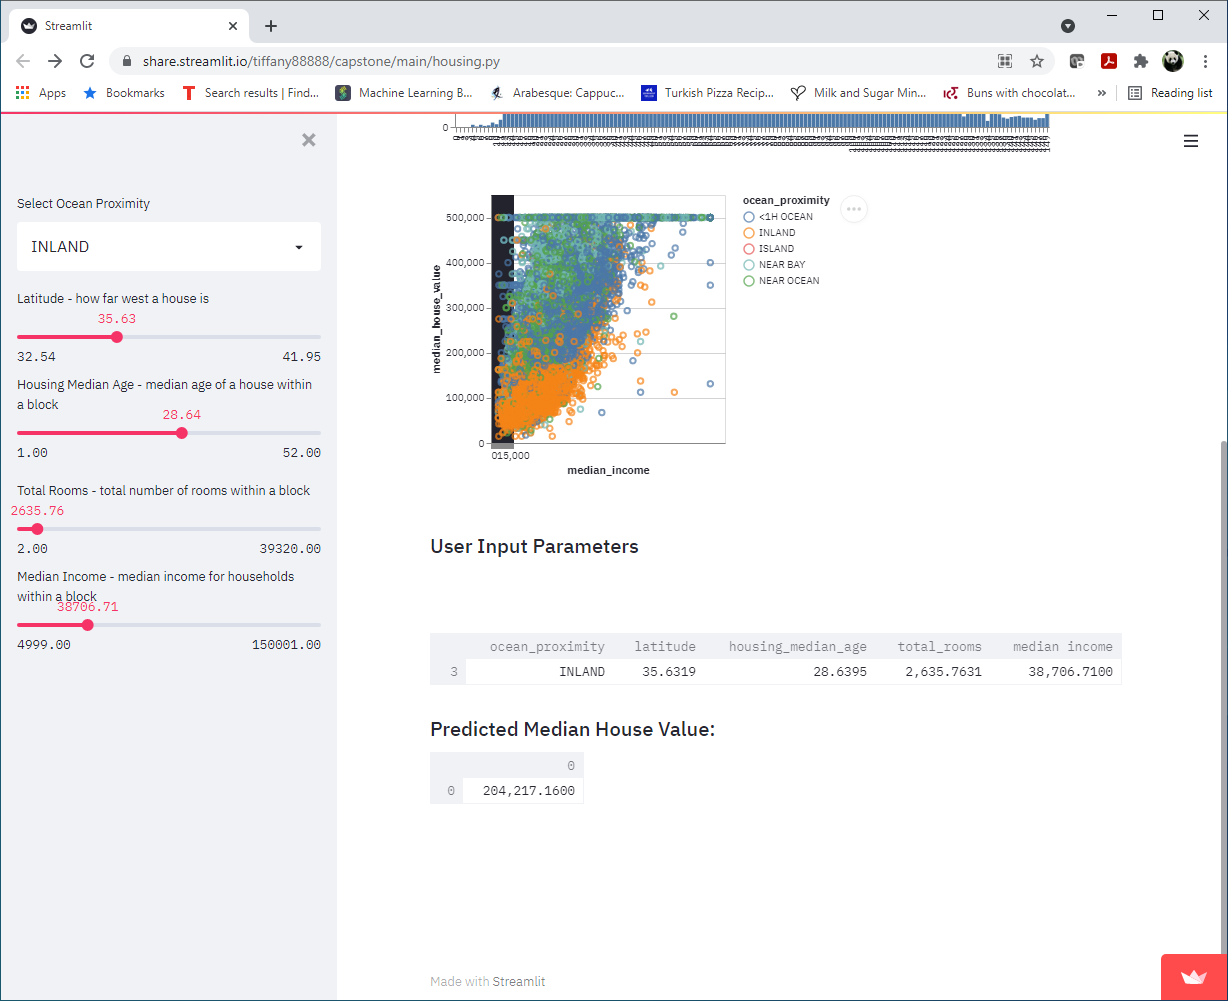 Streamlit
share.streamlit.io/tiffany88888/capstone/main/housing.py
Apps
Bookmarks
Search results | Find...
Machine Learning B...
Arabesque: Cappuc...
Turkish Pizza Recip...
Milk and Sugar Min...
Buns with chocolat...
»
Reading list
Select Ocean Proximity
INLAND
Latitude - how far west a house is
35.63
32.54 41.95
Housing Median Age - median age of a house within
a block
28.64
1.00 52.00
Total Rooms - total number of rooms within a block
2635.76
2.00 39320.00
Median Income - median income for households
within a block
38706.71
4999.00 150001.00
0
500,000
400,000
300,000
200,000
100,000
0
median_house_value
015,000
median_income
ocean_proximity
<1H OCEAN
INLAND
ISLAND
NEAR BAY
NEAR OCEAN
User Input Parameters
ocean_proximity latitude housing_median_age total_rooms median income
3 INLAND 35.6319 28.6395 2,635.7631 38,706.7100
Predicted Median House Value:
0
0 204,217.1600
Made with Streamlit